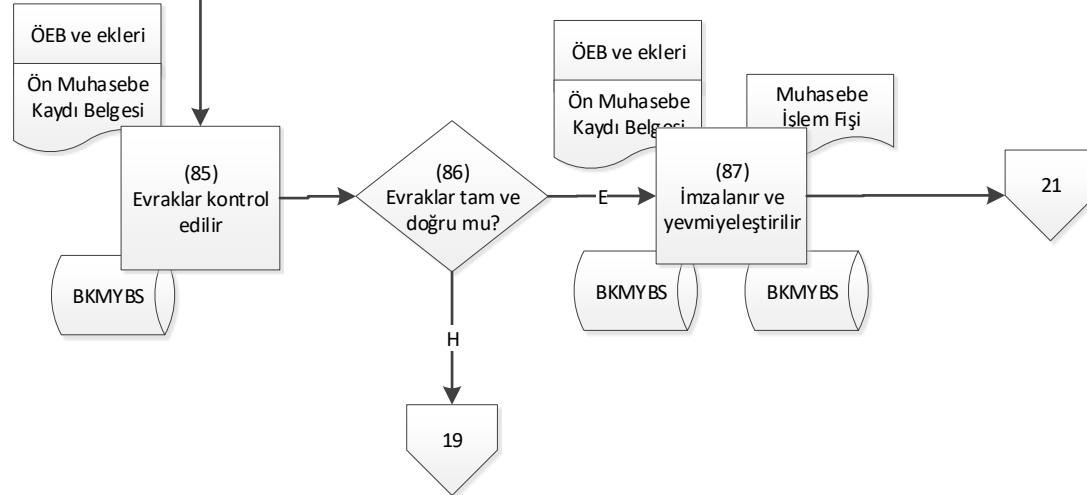 ÖEB ve ekleri
Ön Muhasebe
Kaydı Belgesi
(85)
Evraklar kontrol
edilir
BKMYBS
(86)
Evraklar tam ve
doğru mu?
E
H
19
ÖEB ve ekleri
Ön Muhasebe
Kaydı Belgesi
Muhasebe
İşlem Fişi
(87)
İmzalanır ve
yevmiyeleştirilir
BKMYBS
BKMYBS
21